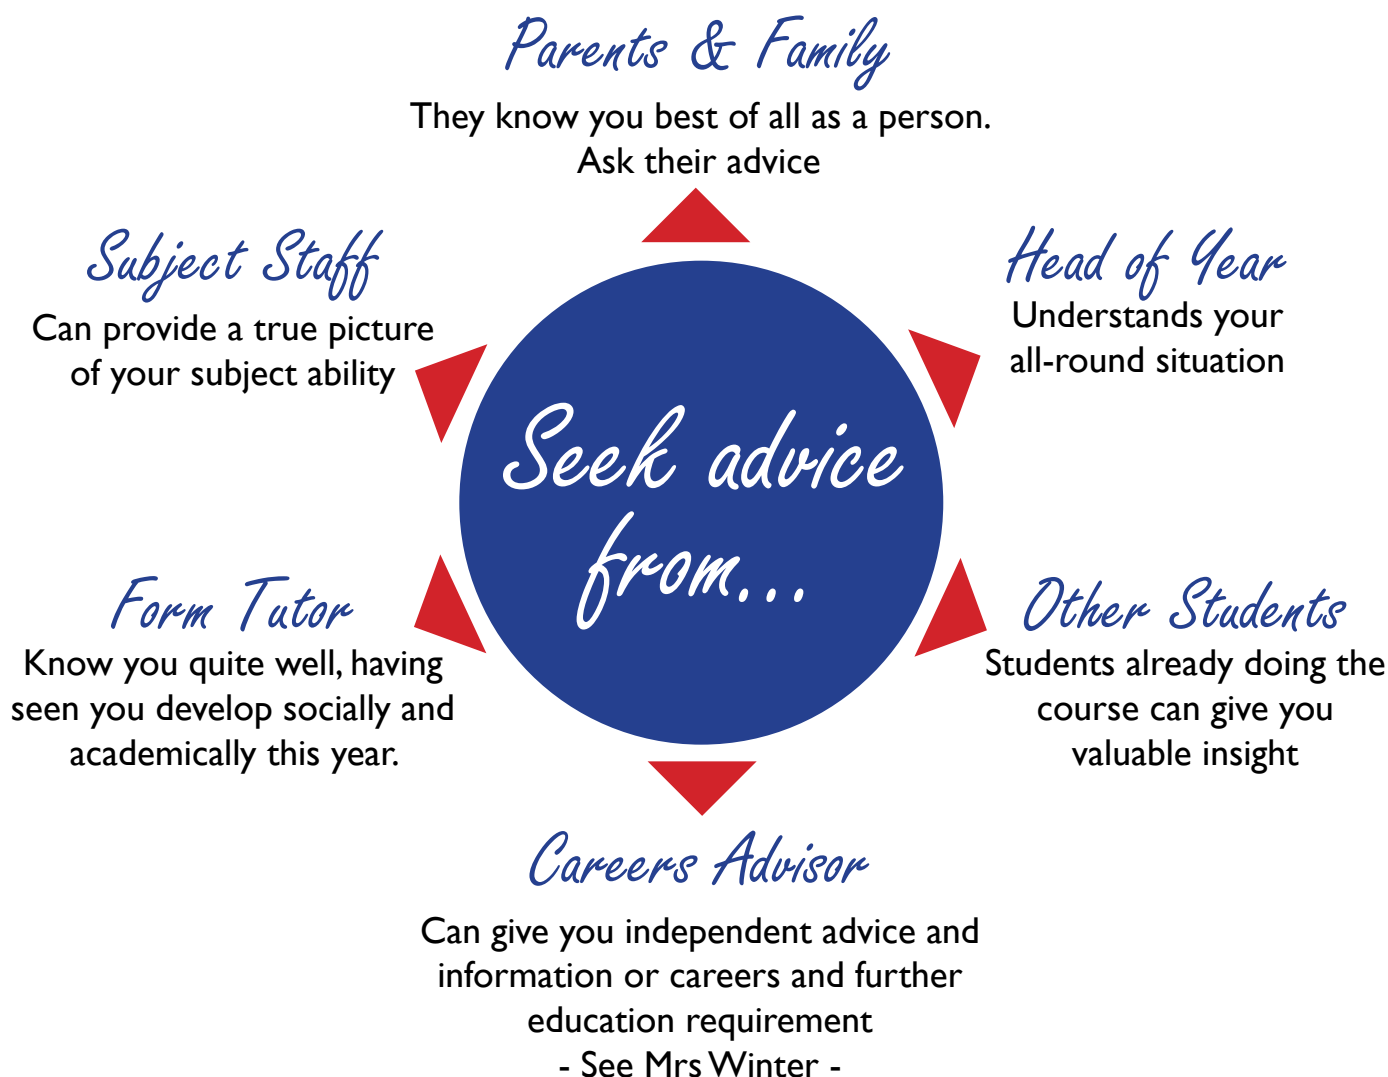 Parents & Family
They know you best of all as a person.
Ask their advice
Subject Staff
Can provide a true picture
of your subject ability
Head of Year
Understands your
all-round situation
Seek advice
from...
Form Tutor
Know you quite well, having
seen you develop socially and
academically this year.
Other Students
Students already doing the
course can give you
valuable insight
Careers Advisor
Can give you independent advice and
information or careers and further
education requirement
- See Mrs Winter -